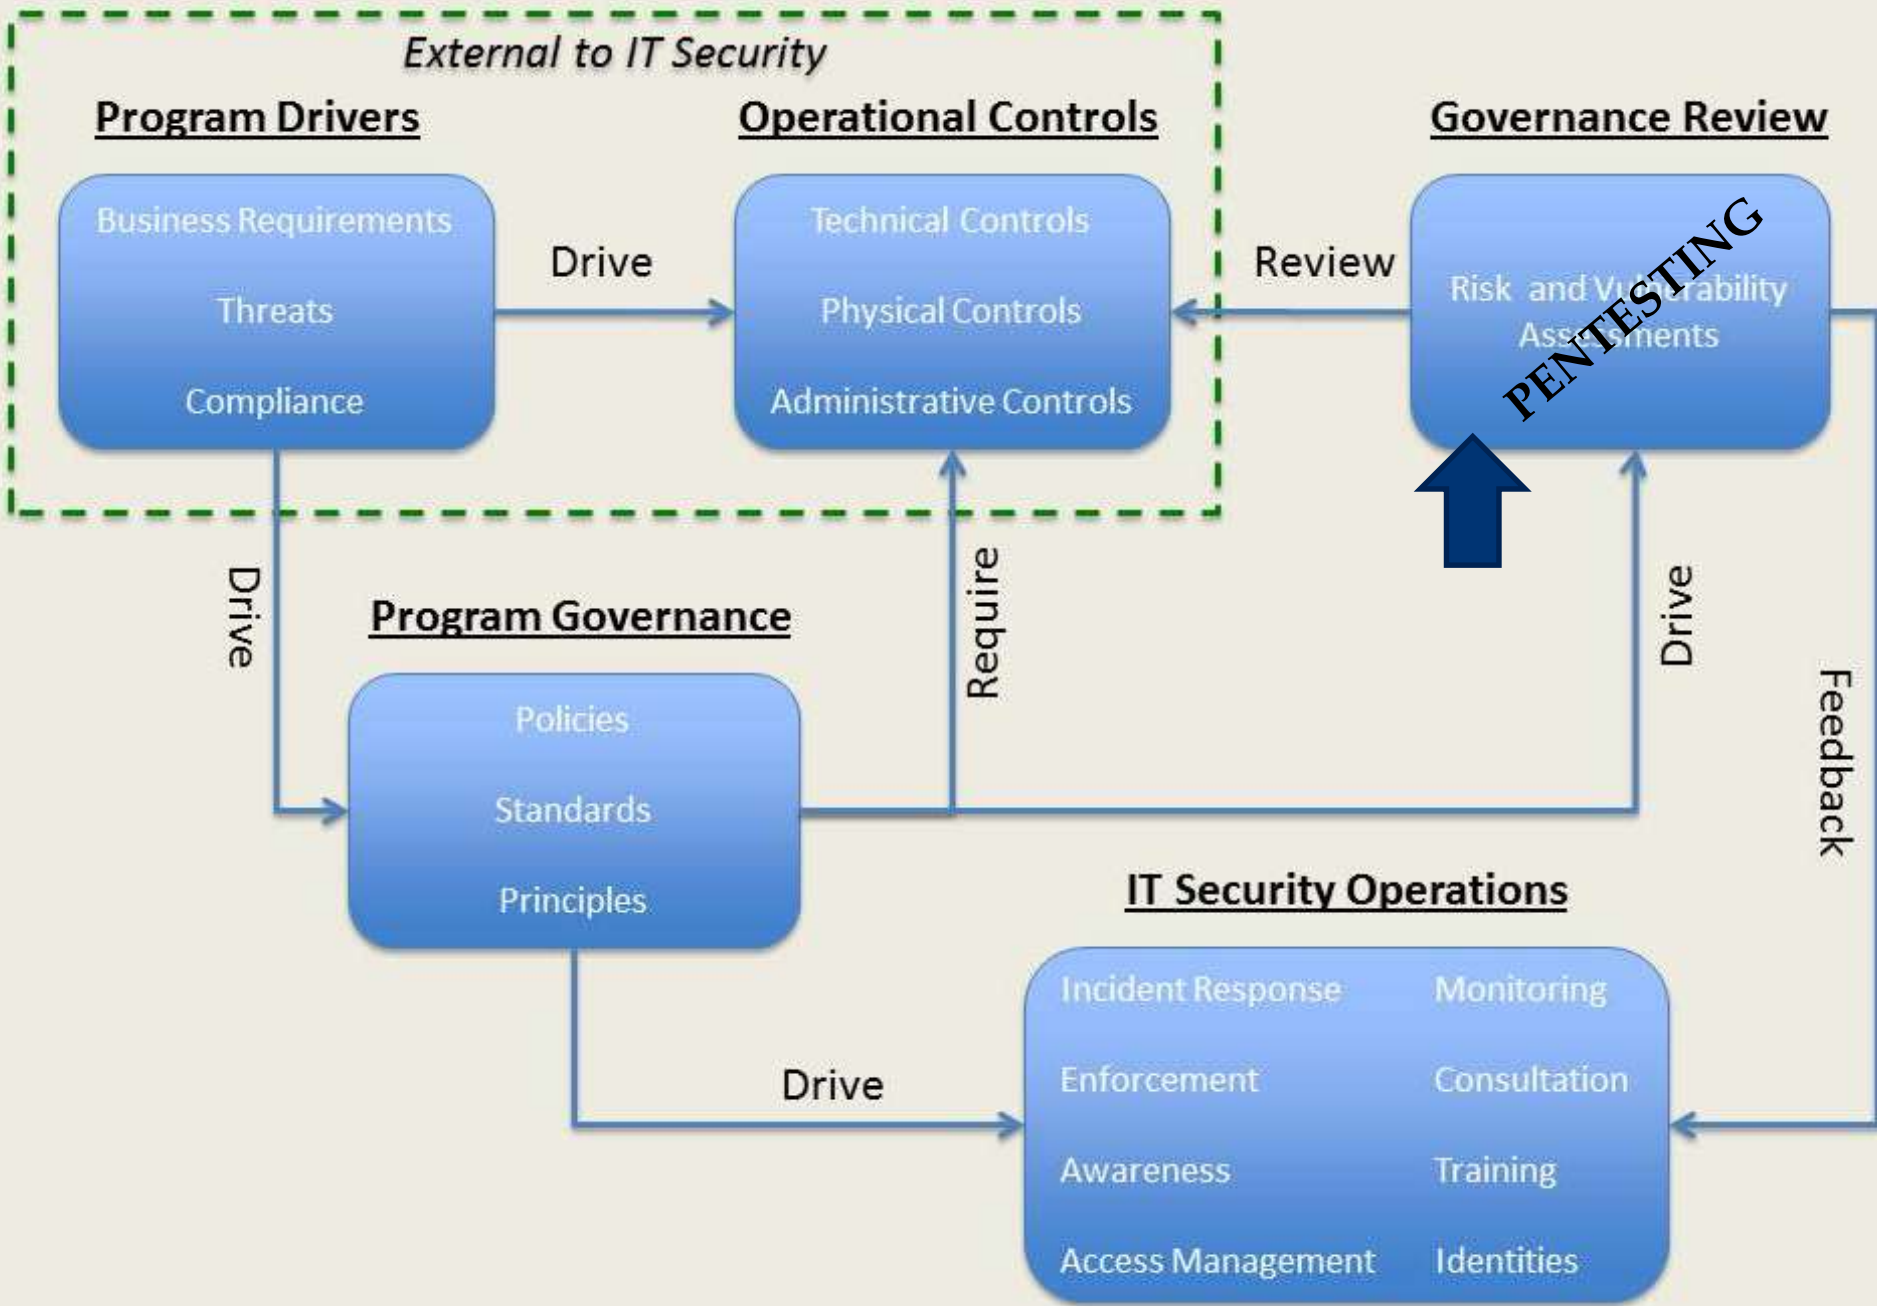 External to IT Security
Program Drivers
Business Requirements
Threats
Compliance
Drive
Operational Controls
Technical Controls
Physical Controls
Administrative Controls
Review
Governance Review
Risk and Vulnerability
Assessments
PENTESTING
Drive
Require
Drive
Feedback
Program Governance
Policies
Standards
Principles
Drive
IT Security Operations
Incident Response
Monitoring
Enforcement
Consultation
Awareness
Training
Access Management
Identities